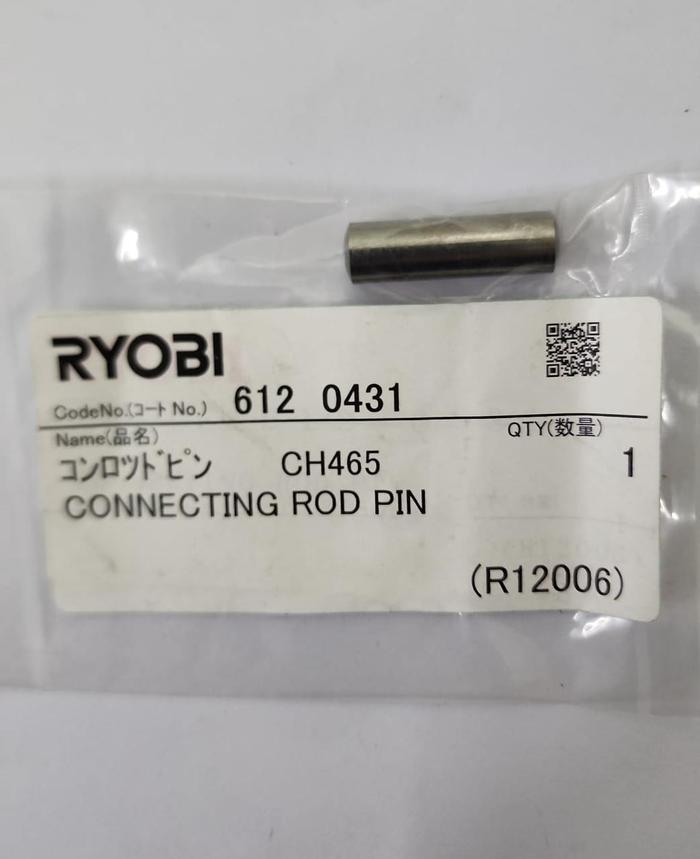 RYOBI
CodeNo.(コート No.) 612 0431
Name(品名) QTY(数量)
コンロツドピン CH465 1
CONNECTING ROD PIN
(R12006)